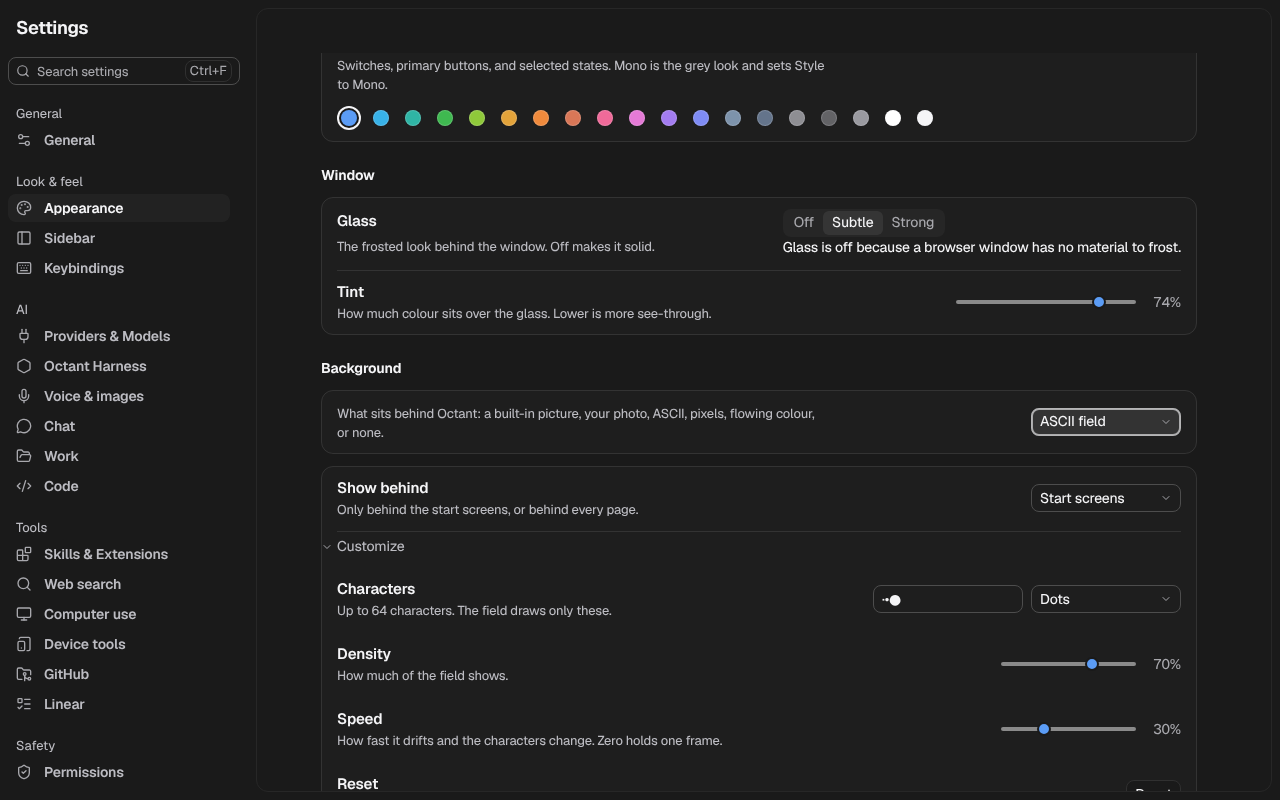 Settings
Search settings
Ctrl+F
General
General
Look & feel
Appearance
Sidebar
Keybindings
AI
Providers & Models
Octant Harness
Voice & images
Chat
Work
Code
Tools
Skills & Extensions
Web search
Computer use
Device tools
GitHub
Linear
Safety
Permissions
Switches, primary buttons, and selected states. Mono is the grey look and sets Style
to Mono.
Window
Glass
The frosted look behind the window. Off makes it solid.
Off
Subtle
Strong
Glass is off because a browser window has no material to frost.
Tint
How much colour sits over the glass. Lower is more see-through.
74%
Background
What sits behind Octant: a built-in picture, your photo, ASCII, pixels, flowing colour,
or none.
ASCII field
Show behind
Only behind the start screens, or behind every page.
Start screens
Customize
Characters
Up to 64 characters. The field draws only these.
Dots
Density
How much of the field shows.
70%
Speed
How fast it drifts and the characters change. Zero holds one frame.
30%
Reset